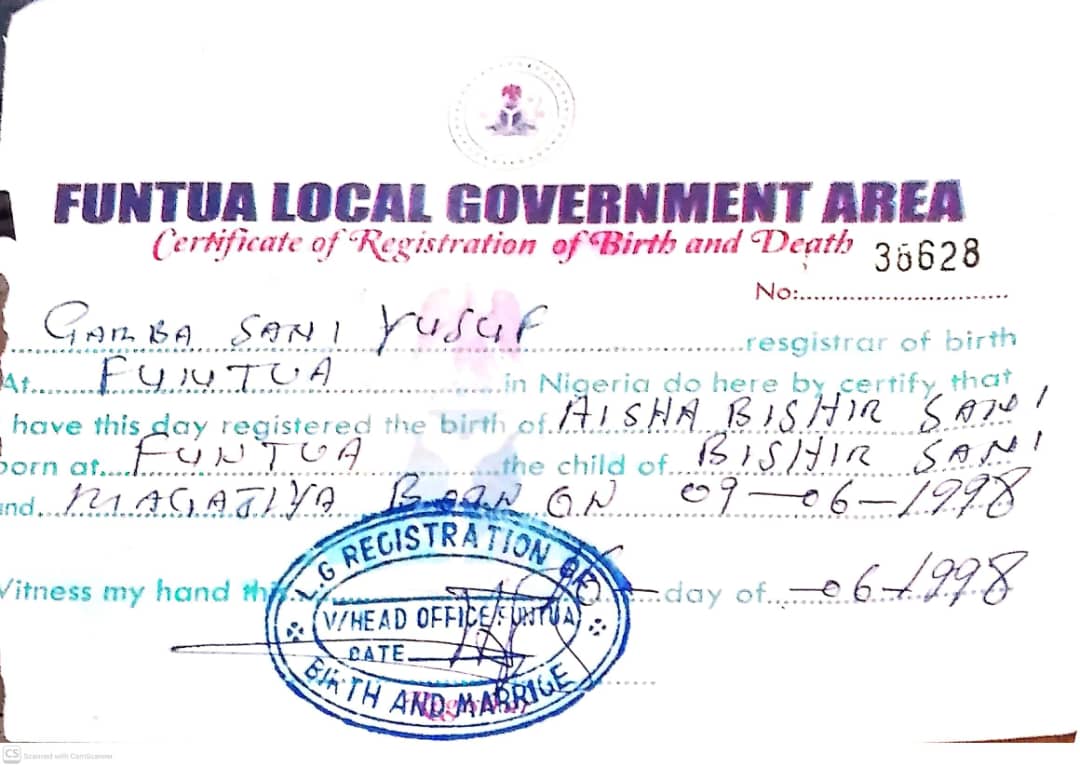 FUNTUA LOCAL GOVERNMENT AREA
Certificate of Registration of Birth and Death
36628
No:
GARBA SANI YUSUF resgistrar of birth
At FUNTUA in Nigeria do here by certify that
have this day registered the birth of AISHA BISHIR SANI
born at FUNTUA the child of BISHIR SANI
and MAGAJIYA BORN ON 09-06-1998
Witness my hand day of -06-1998
L.G REGISTRATION OF
V/HEAD OFFICE FUNTUA
DATE
BIRTH AND MARRIGE
CS Scanned with CamScanner